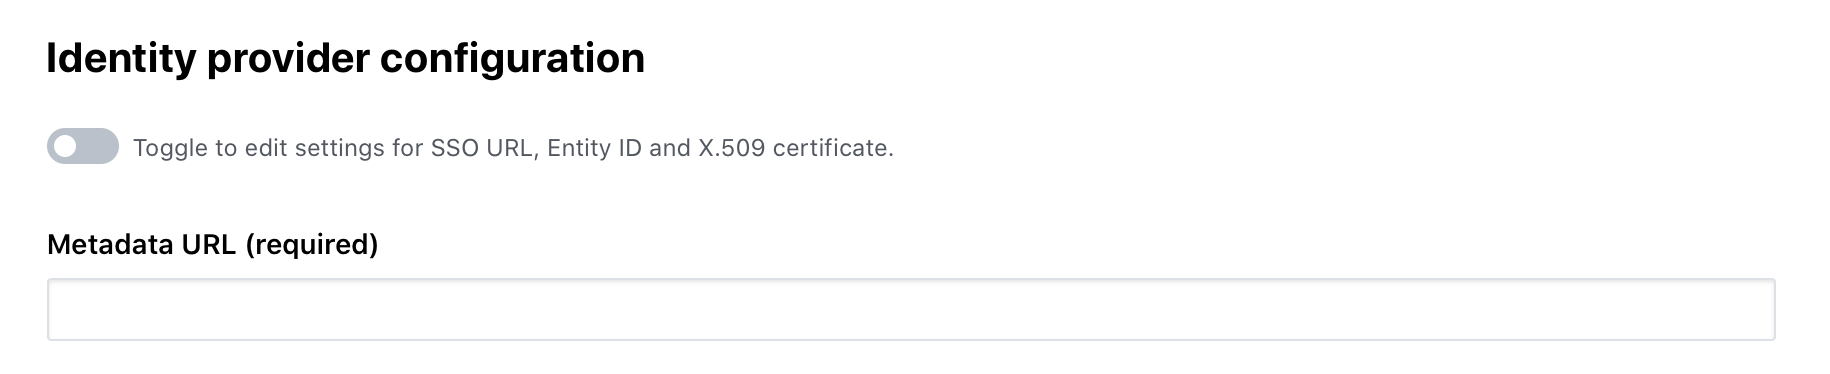 Identity provider configuration
Toggle to edit settings for SSO URL, Entity ID and X.509 certificate.
Metadata URL (required)